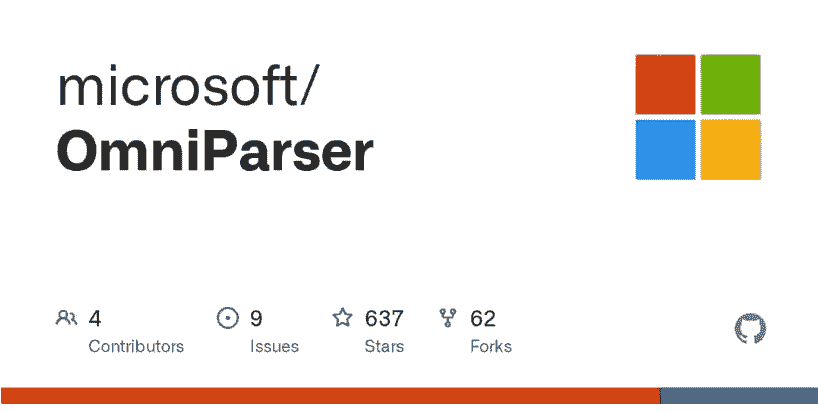 microsoft/
OmniParser
4
Contributors
9
Issues
637
Stars
62
Forks